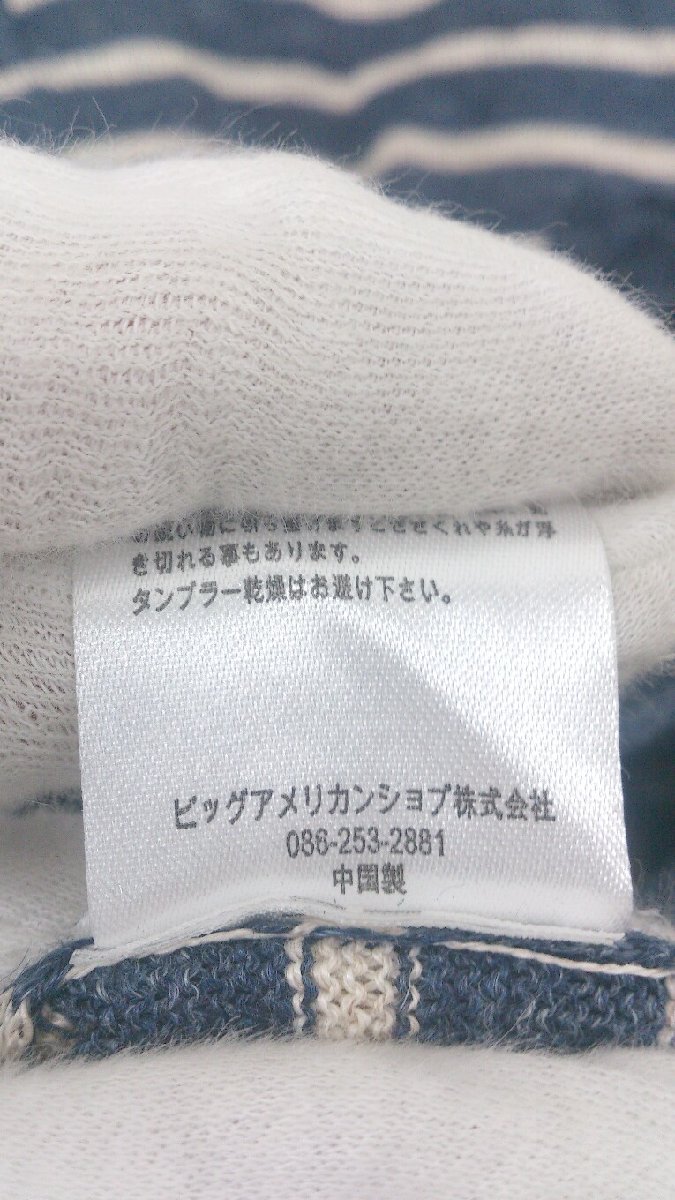 き切れる事もあります。
タンブラー乾燥はお避け下さい。
ビッグアメリカンショプ株式会社
086-253-2881
中国製